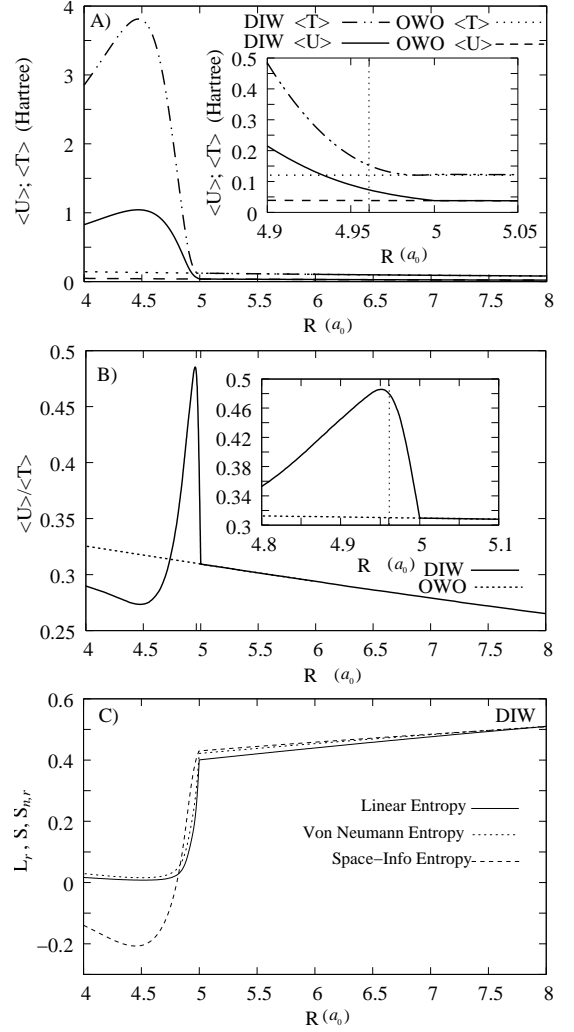 A)
DIW <T> OWO <T>
DIW <U> OWO <U>
<U>; <T> (Hartree)
4
3
2
1
0
4 4.5 5 5.5 6 6.5 7 7.5 8
R (a0)
<U>; <T> (Hartree)
0.5
0.4
0.3
0.2
0.1
0
4.9 4.95 5 5.05
R (a0)
B)
<U>/<T>
0.5
0.45
0.4
0.35
0.3
0.25
4 4.5 5 5.5 6 6.5 7 7.5 8
R (a0)
0.5
0.48
0.44
0.4
0.36
0.32
0.3
4.8 4.9 5 5.1
R (a0)
DIW
OWO
C)
DIW
Lr, S, Sn,r
0.6
0.4
0.2
0
−0.2
Linear Entropy
Von Neumann Entropy
Space−Info Entropy
4 4.5 5 5.5 6 6.5 7 7.5 8
R (a0)